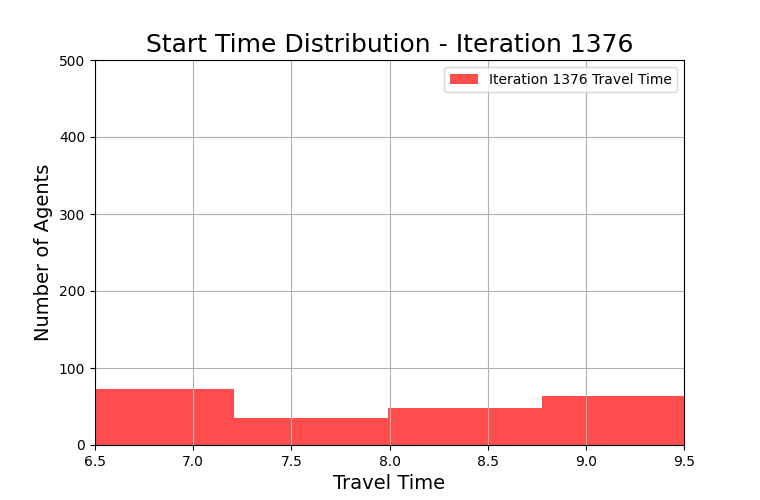 Start Time Distribution - Iteration 1376
500
400
300
200
100
0
Number of Agents
Iteration 1376 Travel Time
6.5 7.0 7.5 8.0 8.5 9.0 9.5
Travel Time